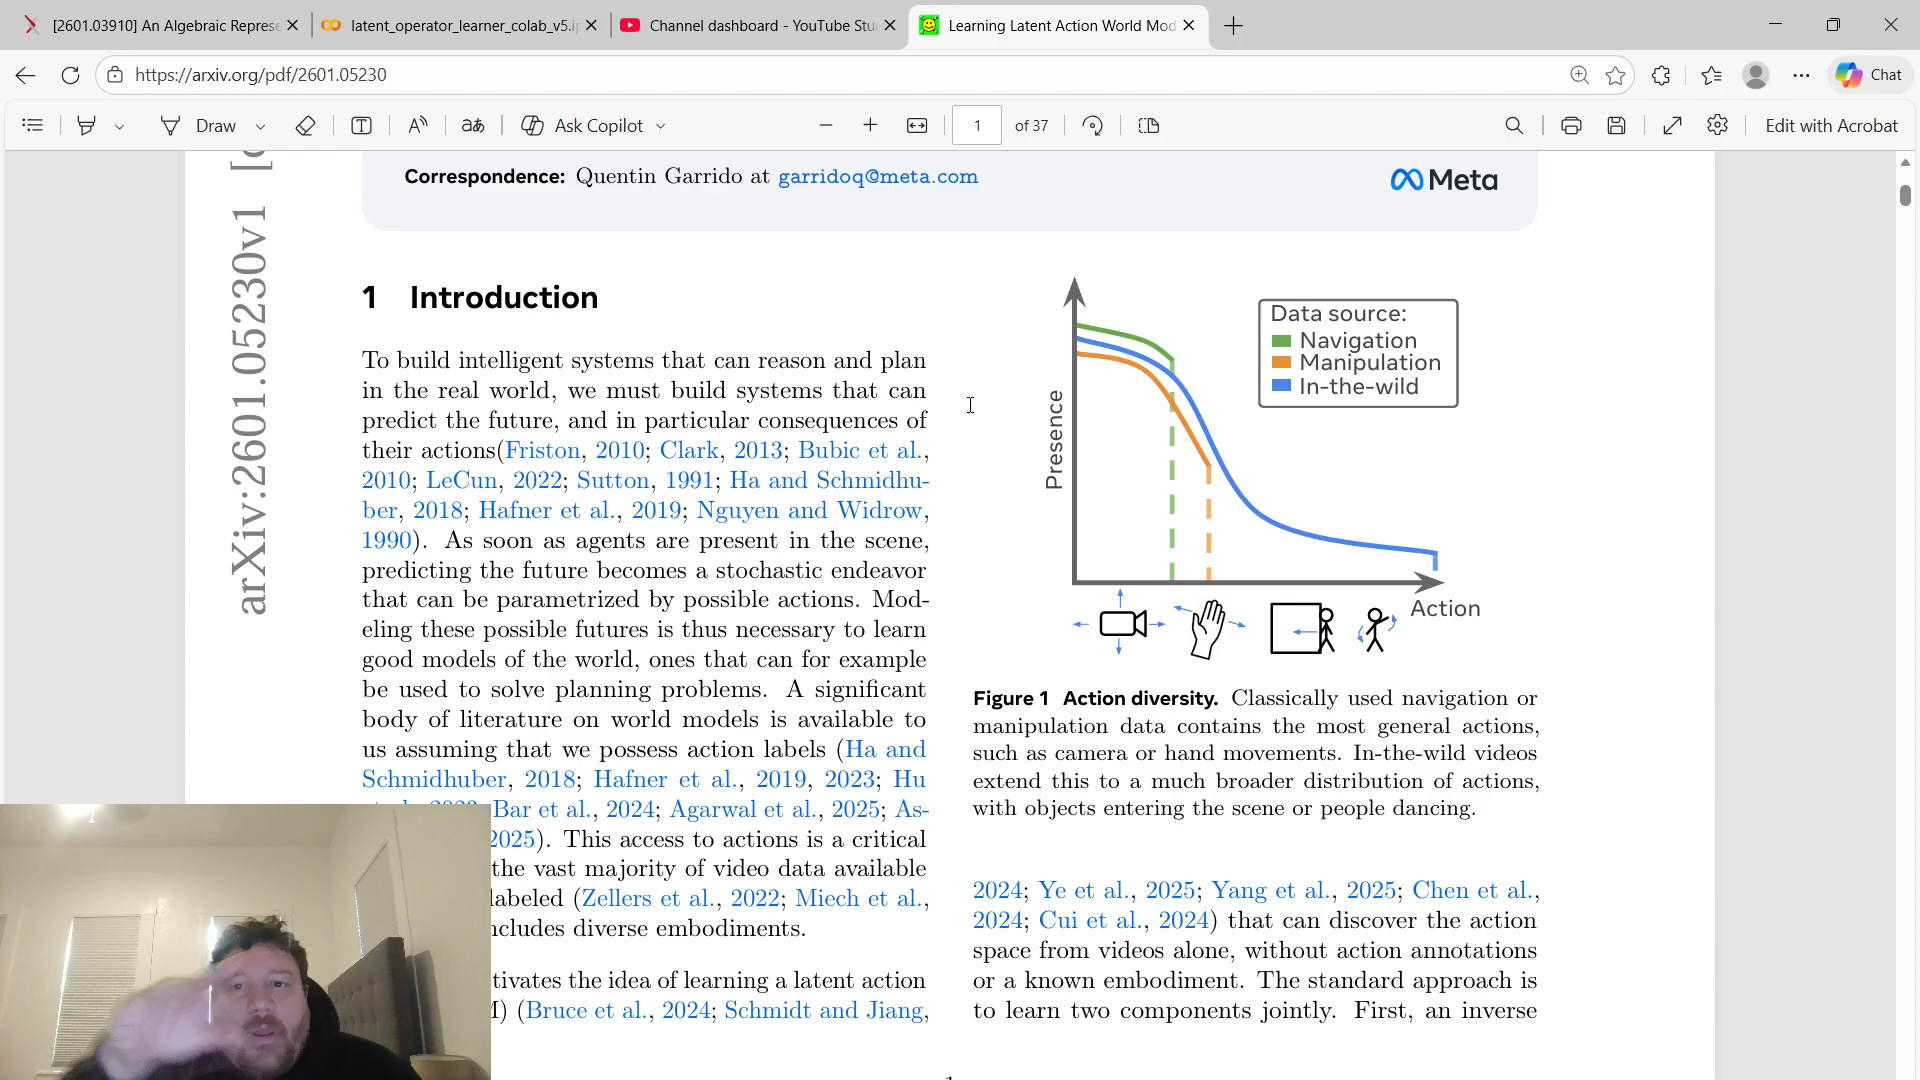 [2601.03910] An Algebraic Represe
latent_operator_learner_colab_v5.i
Channel dashboard - YouTube Stu
Learning Latent Action World Mod
https://arxiv.org/pdf/2601.05230
Chat
Draw
Ask Copilot
1
of 37
Edit with Acrobat
arXiv:2601.05230v1 [c
Correspondence: Quentin Garrido at garridoq@meta.com
Meta
1 Introduction
To build intelligent systems that can reason and plan
in the real world, we must build systems that can
predict the future, and in particular consequences of
their actions(Friston, 2010; Clark, 2013; Bubic et al.,
2010; LeCun, 2022; Sutton, 1991; Ha and Schmidhu-
ber, 2018; Hafner et al., 2019; Nguyen and Widrow,
1990). As soon as agents are present in the scene,
predicting the future becomes a stochastic endeavor
that can be parametrized by possible actions. Mod-
eling these possible futures is thus necessary to learn
good models of the world, ones that can for example
be used to solve planning problems. A significant
body of literature on world models is available to
us assuming that we possess action labels (Ha and
Schmidhuber, 2018; Hafner et al., 2019, 2023; Hu
Bar et al., 2024; Agarwal et al., 2025; As-
2025). This access to actions is a critical
the vast majority of video data available
labeled (Zellers et al., 2022; Miech et al.,
ncludes diverse embodiments.
tivates the idea of learning a latent action
) (Bruce et al., 2024; Schmidt and Jiang,
Presence
Data source:
Navigation
Manipulation
In-the-wild
Action
Figure 1 Action diversity. Classically used navigation or
manipulation data contains the most general actions,
such as camera or hand movements. In-the-wild videos
extend this to a much broader distribution of actions,
with objects entering the scene or people dancing.
2024; Ye et al., 2025; Yang et al., 2025; Chen et al.,
2024; Cui et al., 2024) that can discover the action
space from videos alone, without action annotations
or a known embodiment. The standard approach is
to learn two components jointly. First, an inverse